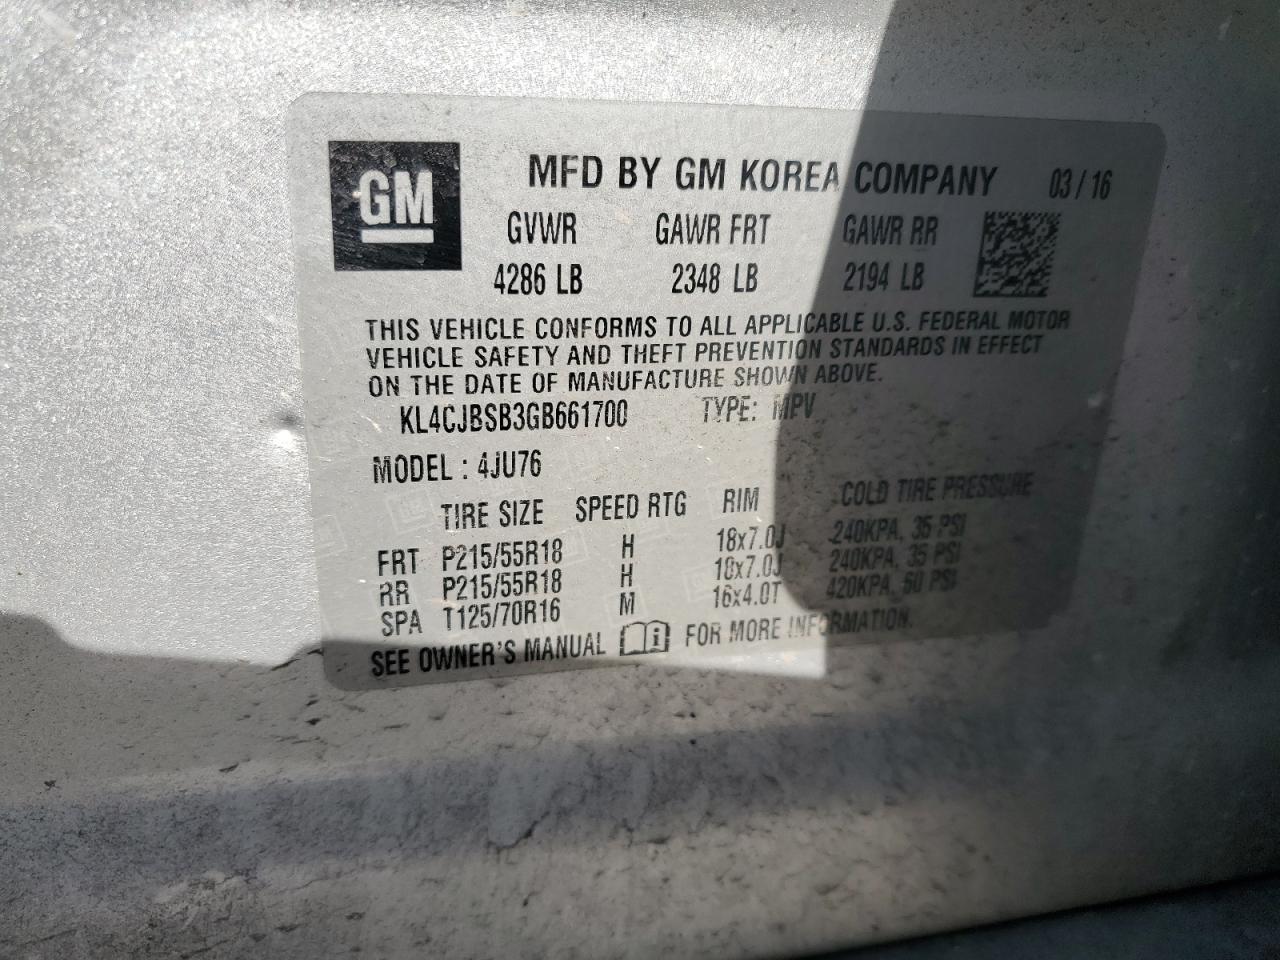 GM
MFD BY GM KOREA COMPANY 03/16
GVWR GAWR FRT GAWR RR
4286 LB 2348 LB 2194 LB
THIS VEHICLE CONFORMS TO ALL APPLICABLE U.S. FEDERAL MOTOR
VEHICLE SAFETY AND THEFT PREVENTION STANDARDS IN EFFECT
ON THE DATE OF MANUFACTURE SHOWN ABOVE.
KL4CJBSB3GB661700 TYPE: MPV
MODEL : 4JU76
TIRE SIZE SPEED RTG RIM COLD TIRE PRESSURE
FRT P215/55R18 H 18x7.0J 240KPA, 35 PSI
RR P215/55R18 H 18x7.0J 240KPA, 35 PSI
SPA T125/70R16 M 16x4.0T 420KPA, 60 PSI
SEE OWNER'S MANUAL i FOR MORE INFORMATION.